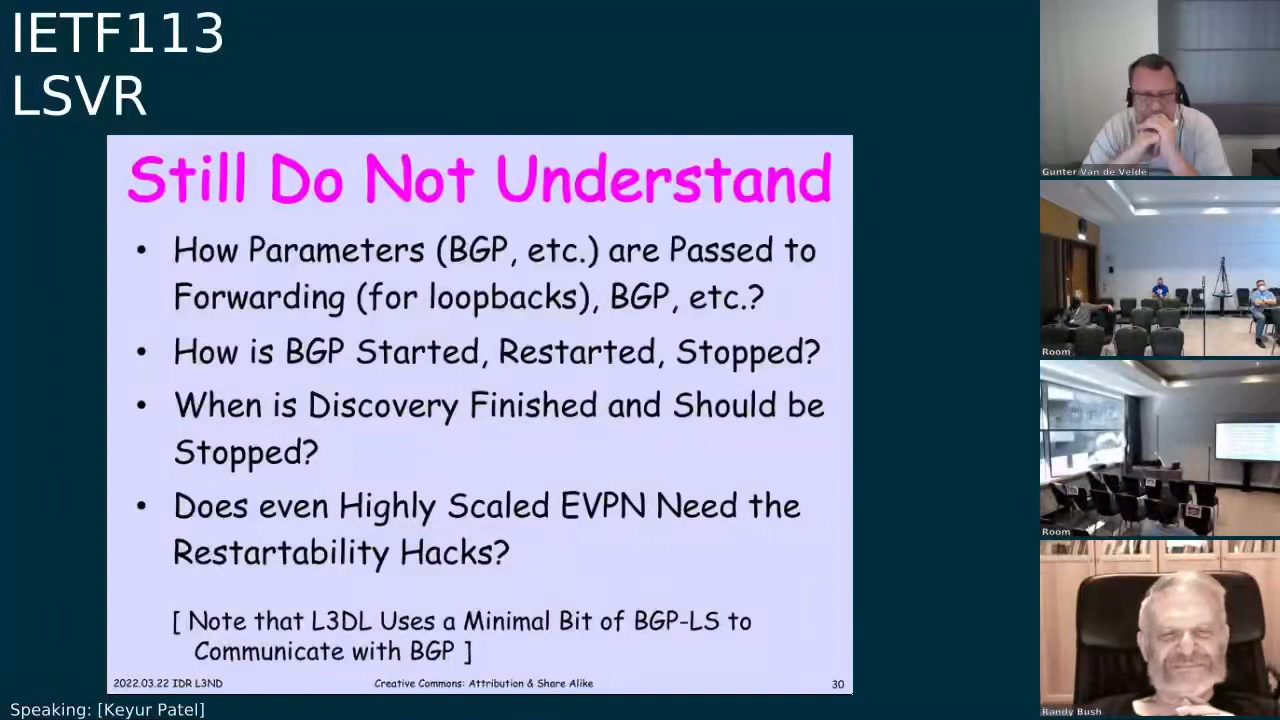 IETF113
LSVR
Still Do Not Understand
• How Parameters (BGP, etc.) are Passed to
Forwarding (for loopbacks), BGP, etc.?
• How is BGP Started, Restarted, Stopped?
• When is Discovery Finished and Should be
Stopped?
• Does even Highly Scaled EVPN Need the
Restartability Hacks?
[ Note that L3DL Uses a Minimal Bit of BGP-LS to
Communicate with BGP ]
2022.03.22 IDR L3ND
Creative Commons: Attribution & Share Alike
30
Speaking: [Keyur Patel]
Gunter Van de Velde
Room
Room
Randy Bush